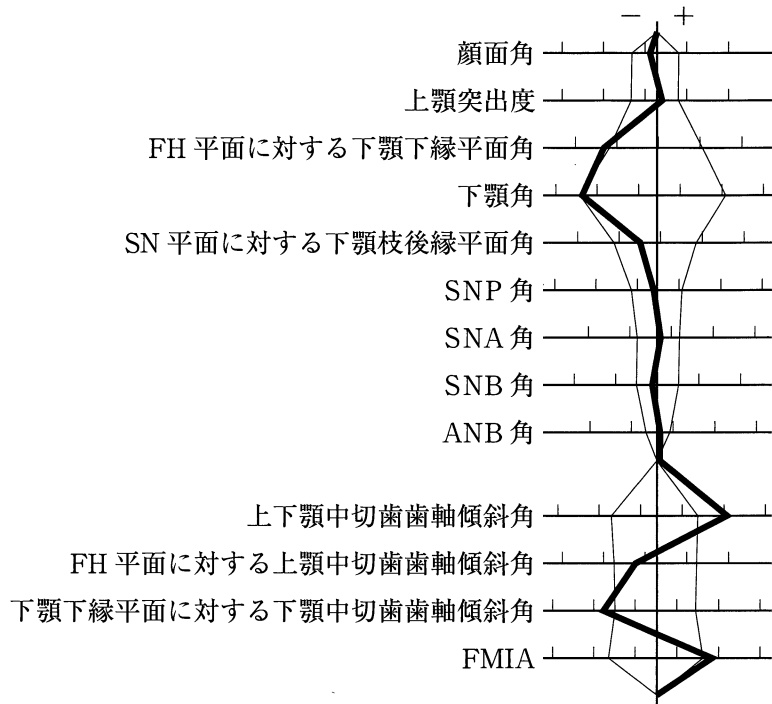 − +
顔面角
上顎突出度
FH 平面に対する下顎下縁平面角
下顎角
SN 平面に対する下顎枝後縁平面角
SNP 角
SNA 角
SNB 角
ANB 角
上下顎中切歯歯軸傾斜角
FH 平面に対する上顎中切歯歯軸傾斜角
下顎下縁平面に対する下顎中切歯歯軸傾斜角
FMIA